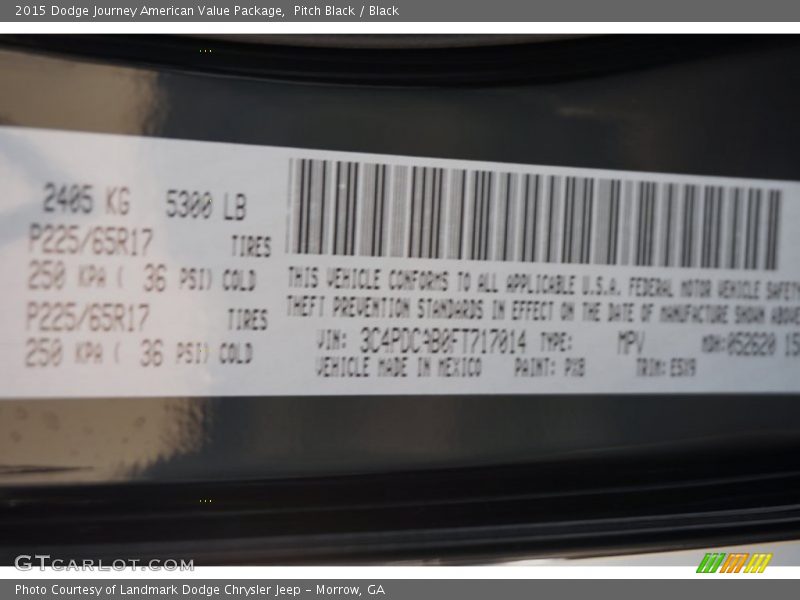 2015 Dodge Journey American Value Package, Pitch Black / Black
2405 KG 5300 LB
P225/65R17 TIRES
250 KPA ( 36 PSI) COLD
P225/65R17 TIRES
250 KPA ( 36 PSI) COLD
THIS VEHICLE CONFORMS TO ALL APPLICABLE U.S.A. FEDERAL MOTOR VEHICLE SAFETY
THEFT PREVENTION STANDARDS IN EFFECT ON THE DATE OF MANUFACTURE SHOWN ABOVE
VIN: 3C4PDCAB0FT717014 TYPE: MPV MDH: 052620 15
VEHICLE MADE IN MEXICO PAINT: PX8 TRIM:
GTCARLOT.COM
Photo Courtesy of Landmark Dodge Chrysler Jeep - Morrow, GA